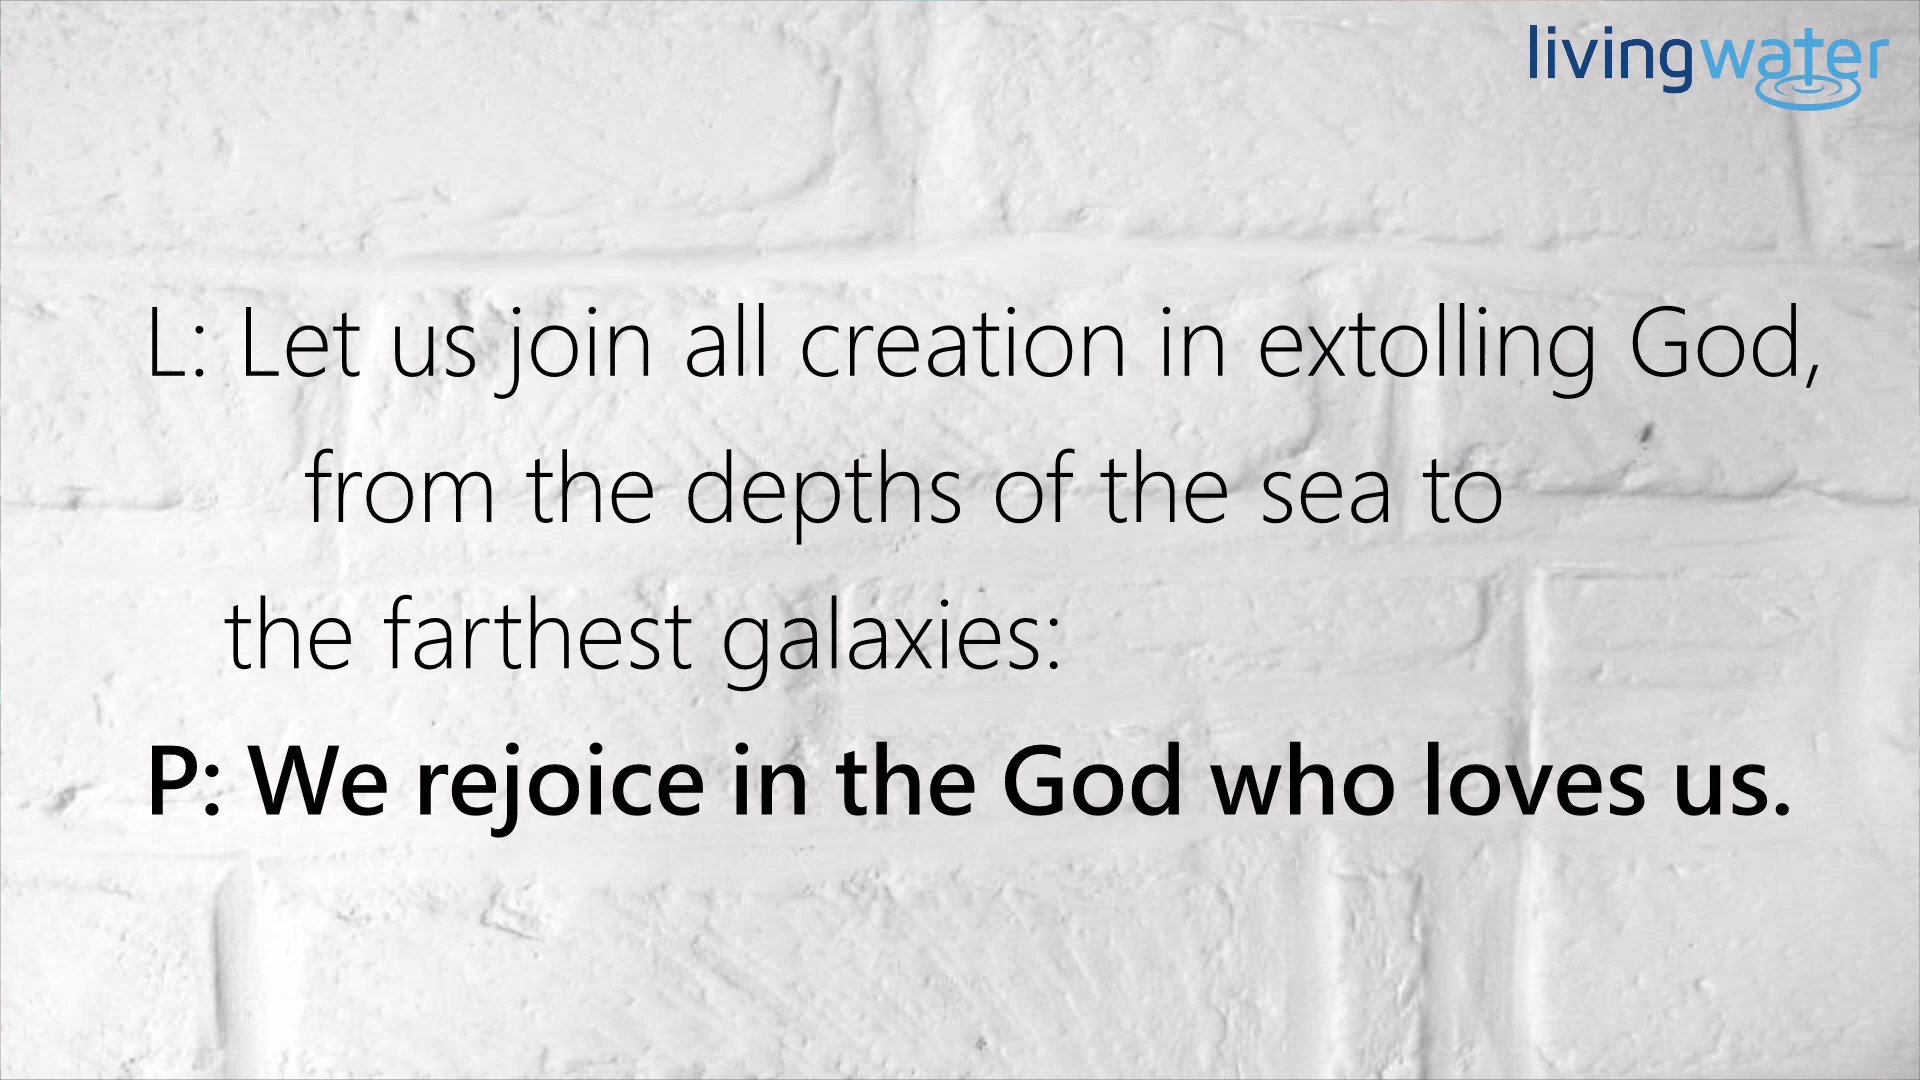 livingwater
L: Let us join all creation in extolling God,
from the depths of the sea to
the farthest galaxies:
P: We rejoice in the God who loves us.